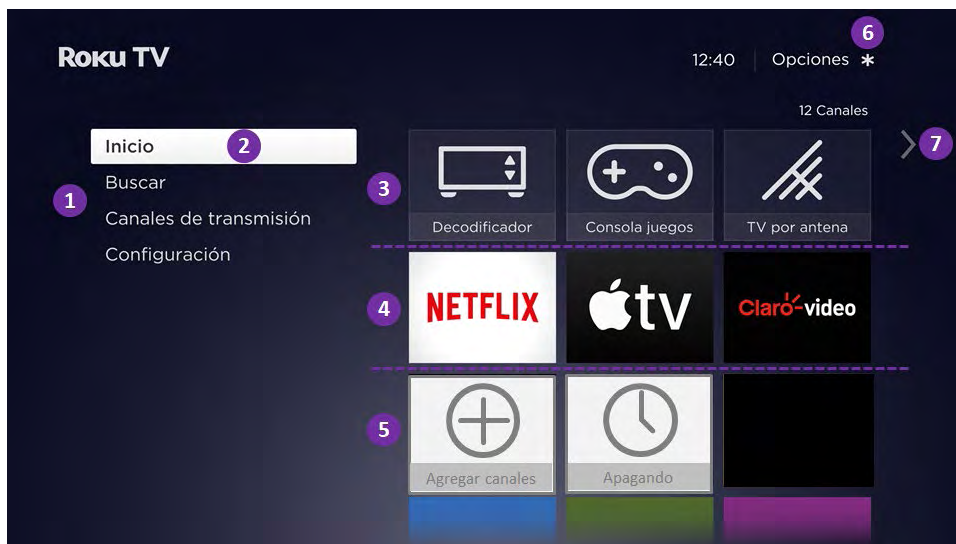 6
Roku TV
12:40
Opciones *
12 Canales
Inicio
2
7
Buscar
1
3
Canales de transmisión
Decodificador
Consola juegos
TV por antena
Configuración
4
NETFLIX
tv
Claro-video
5
Agregar canales
Apagando